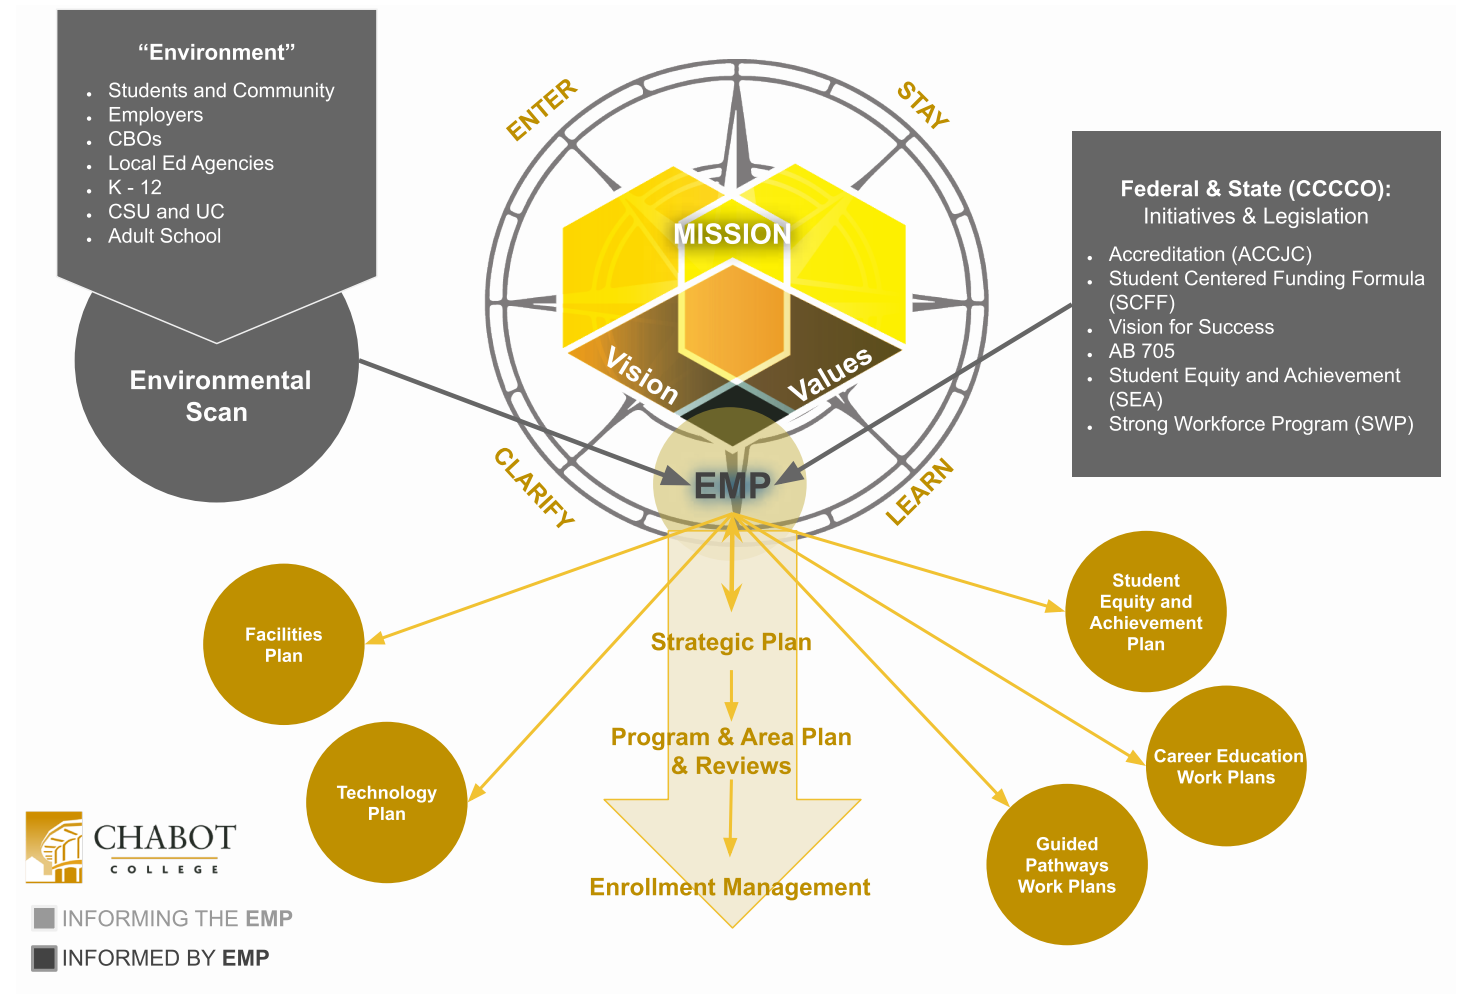 “Environment”
Students and Community
Employers
CBOs
Local Ed Agencies
K - 12
CSU and UC
Adult School
Environmental
Scan
ENTER
STAY
MISSION
Vision
Values
EMP
CLARIFY
LEARN
Federal & State (CCCCO):
Initiatives & Legislation
Accreditation (ACCJC)
Student Centered Funding Formula
(SCFF)
Vision for Success
AB 705
Student Equity and Achievement
(SEA)
Strong Workforce Program (SWP)
Facilities
Plan
Technology
Plan
Strategic Plan
Program & Area Plan
& Reviews
Enrollment Management
Student
Equity and
Achievement
Plan
Career Education
Work Plans
Guided
Pathways
Work Plans
CHABOT
COLLEGE
INFORMING THE EMP
INFORMED BY EMP